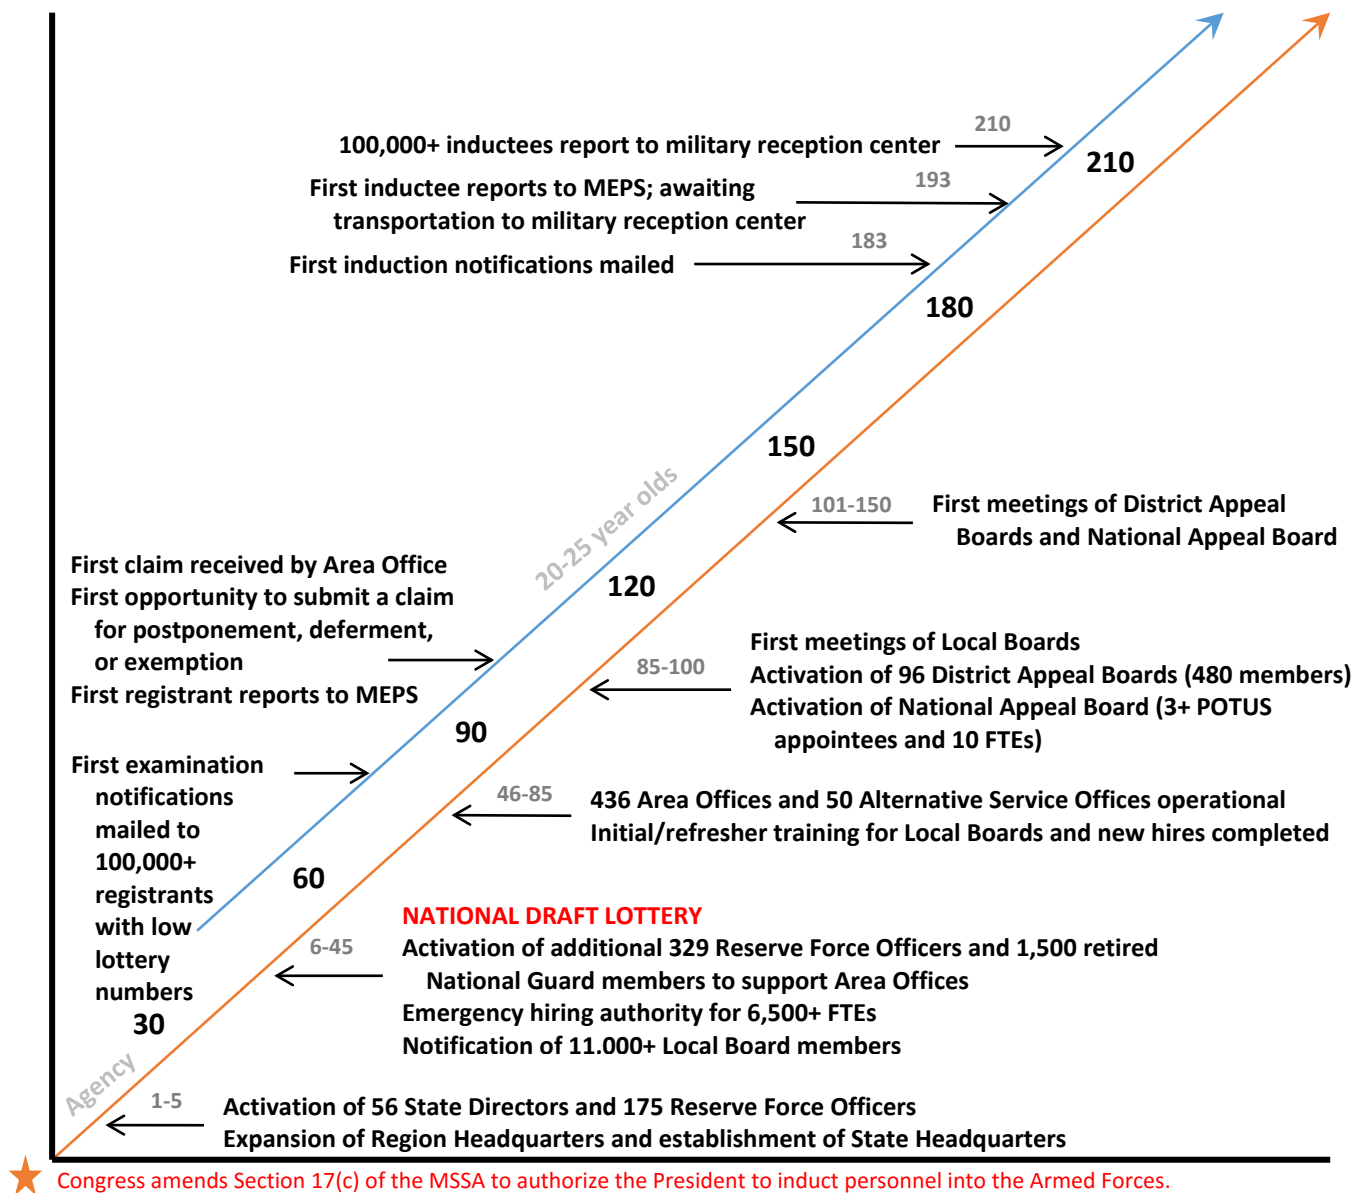 210
100,000+ inductees report to military reception center
210
193
First inductee reports to MEPS; awaiting
transportation to military reception center
183
First induction notifications mailed
180
150
20-25 year olds
101-150
First meetings of District Appeal
Boards and National Appeal Board
First claim received by Area Office
First opportunity to submit a claim
for postponement, deferment,
or exemption
First registrant reports to MEPS
120
85-100
First meetings of Local Boards
Activation of 96 District Appeal Boards (480 members)
Activation of National Appeal Board (3+ POTUS
appointees and 10 FTEs)
90
First examination
notifications
mailed to
100,000+
registrants
with low
lottery
numbers
46-85
436 Area Offices and 50 Alternative Service Offices operational
Initial/refresher training for Local Boards and new hires completed
60
NATIONAL DRAFT LOTTERY
6-45
Activation of additional 329 Reserve Force Officers and 1,500 retired
National Guard members to support Area Offices
Emergency hiring authority for 6,500+ FTEs
Notification of 11.000+ Local Board members
30
Agency
1-5
Activation of 56 State Directors and 175 Reserve Force Officers
Expansion of Region Headquarters and establishment of State Headquarters
Congress amends Section 17(c) of the MSSA to authorize the President to induct personnel into the Armed Forces.